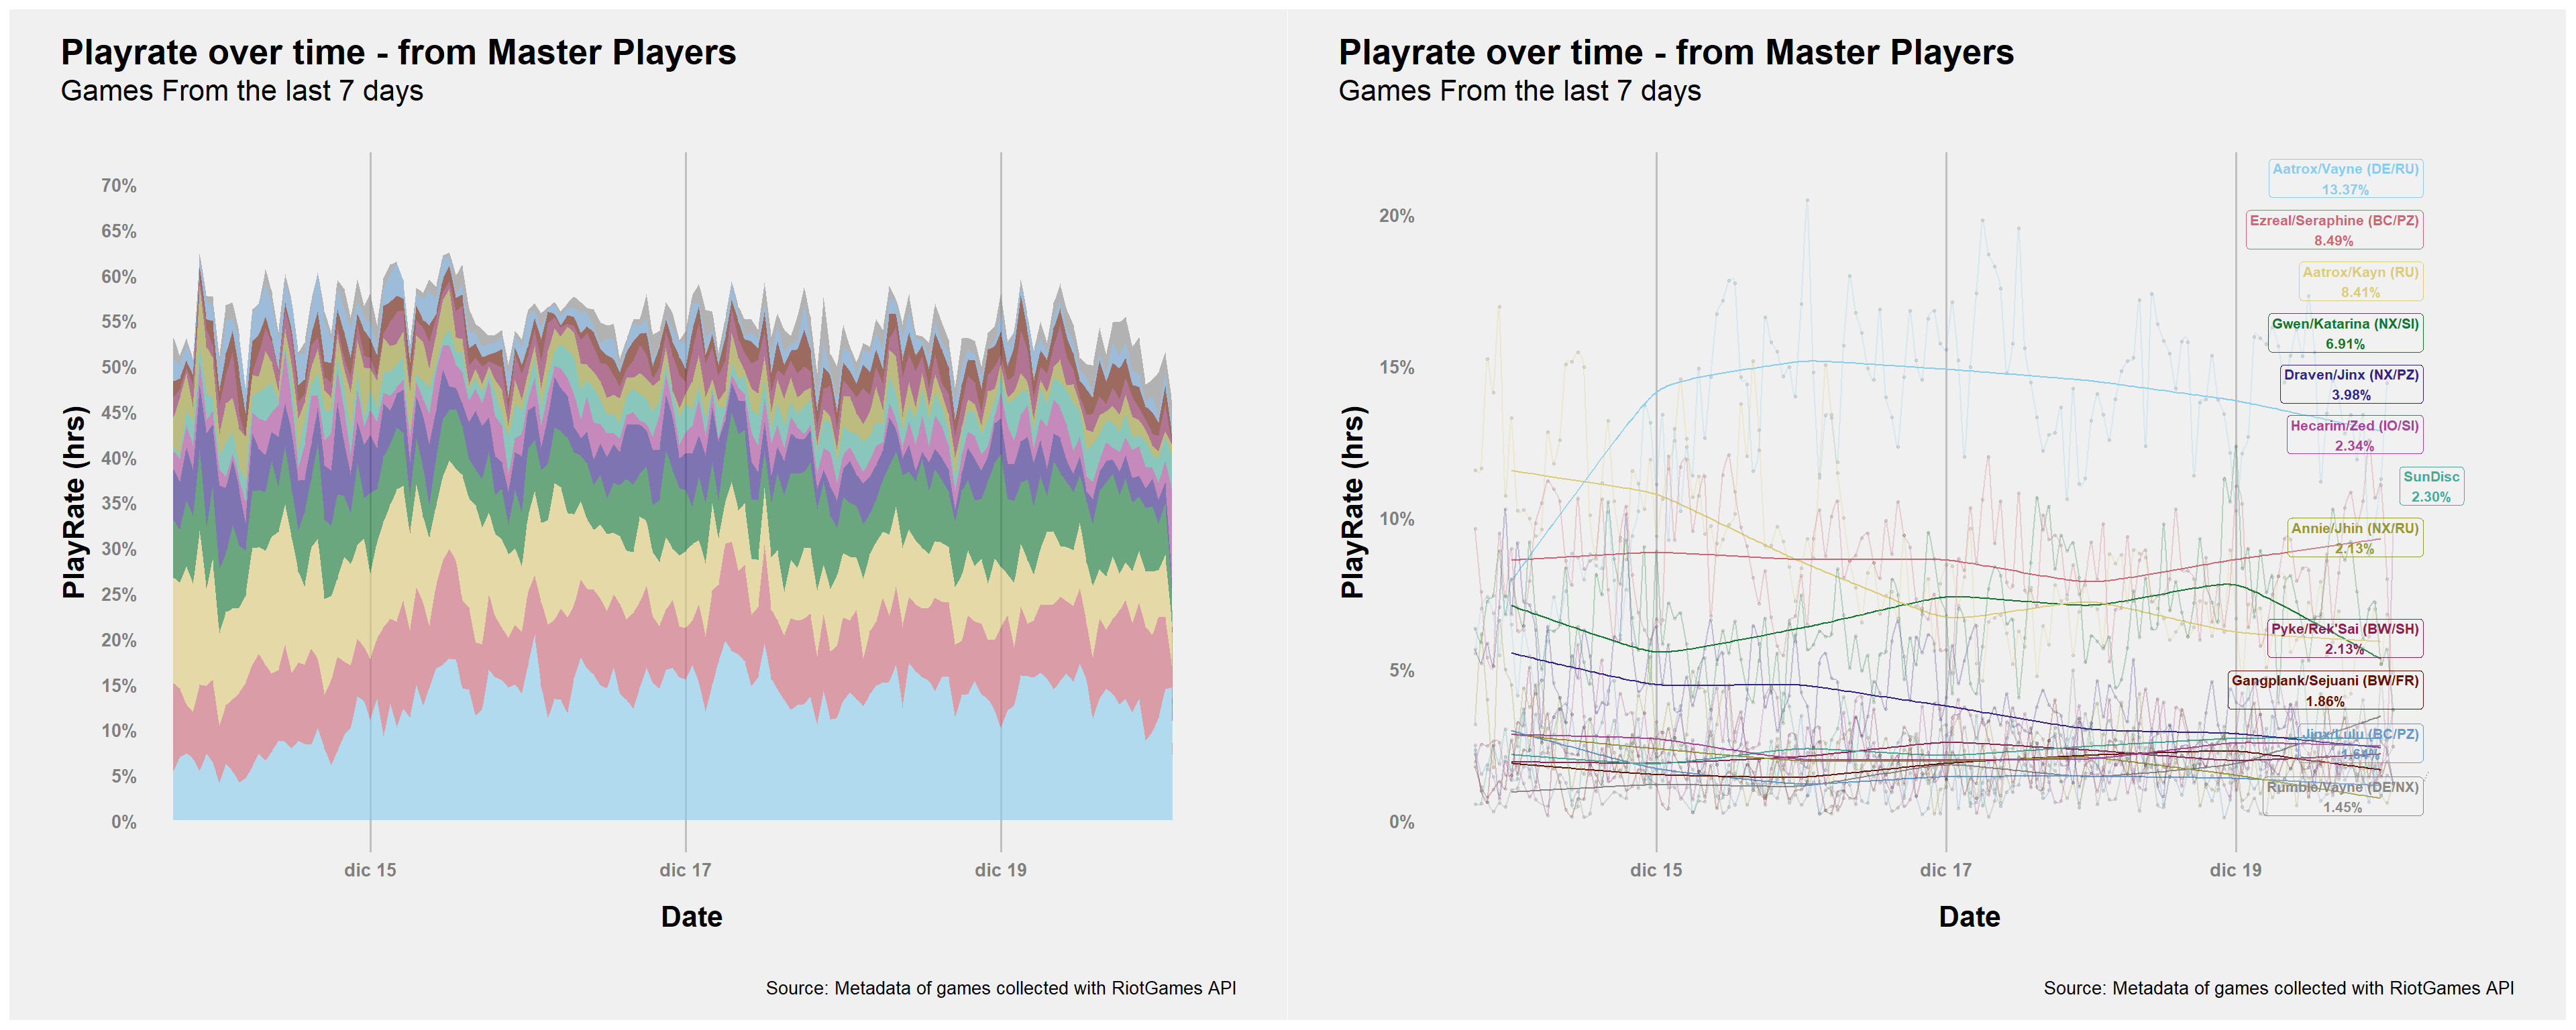 Playrate over time - from Master Players
Games From the last 7 days
70%
65%
60%
55%
50%
45%
40%
35%
30%
25%
20%
15%
10%
5%
0%
PlayRate (hrs)
dic 15
dic 17
dic 19
Date
Source: Metadata of games collected with RiotGames API
Playrate over time - from Master Players
Games From the last 7 days
20%
15%
10%
5%
0%
PlayRate (hrs)
Aatrox/Vayne (DE/RU)
13.37%
Ezreal/Seraphine (BC/PZ)
8.49%
Aatrox/Kayn (RU)
8.41%
Gwen/Katarina (NX/SI)
6.91%
Draven/Jinx (NX/PZ)
3.98%
Hecarim/Zed (IO/SI)
2.34%
SunDisc
2.30%
Annie/Jhin (NX/RU)
2.13%
Pyke/Rek'Sai (BW/SH)
2.13%
Gangplank/Sejuani (BW/FR)
1.86%
Jinx/Lulu (BC/PZ)
1.64%
Rumble/Vayne (DE/NX)
1.45%
dic 15
dic 17
dic 19
Date
Source: Metadata of games collected with RiotGames API